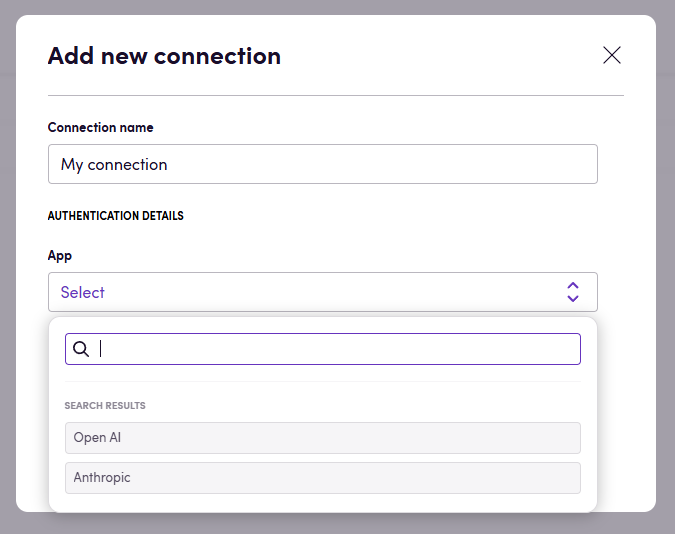 Add new connection
Connection name
My connection
AUTHENTICATION DETAILS
App
Select
SEARCH RESULTS
Open AI
Anthropic